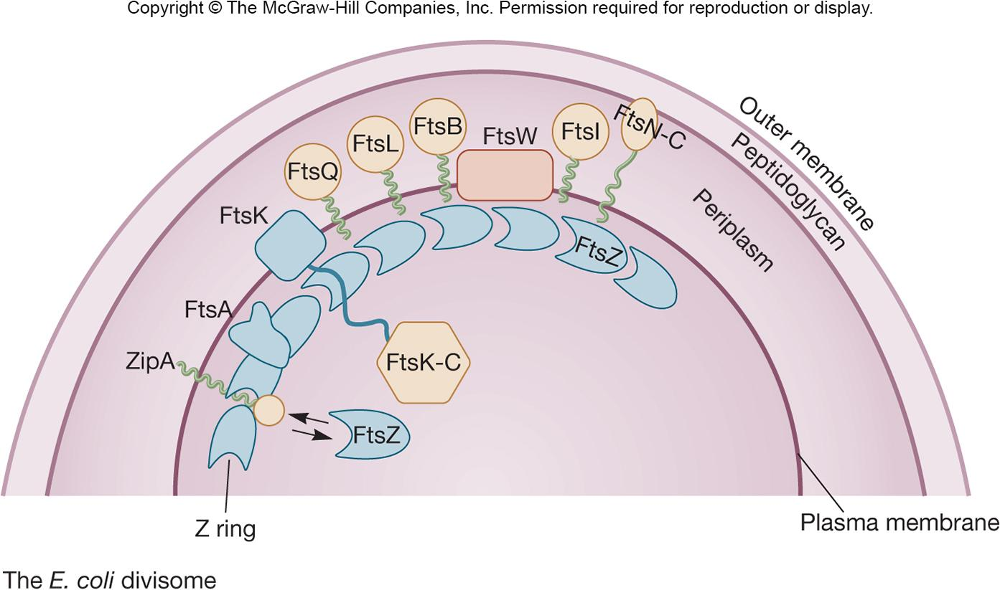 Copyright © The McGraw-Hill Companies, Inc. Permission required for reproduction or display.
Outer membrane
Peptidoglycan
Periplasm
FtsB
FtsW
FtsI
FtsN-C
FtsL
FtsQ
FtsK
FtsZ
FtsA
ZipA
FtsK-C
FtsZ
Z ring
Plasma membrane
The E. coli divisome